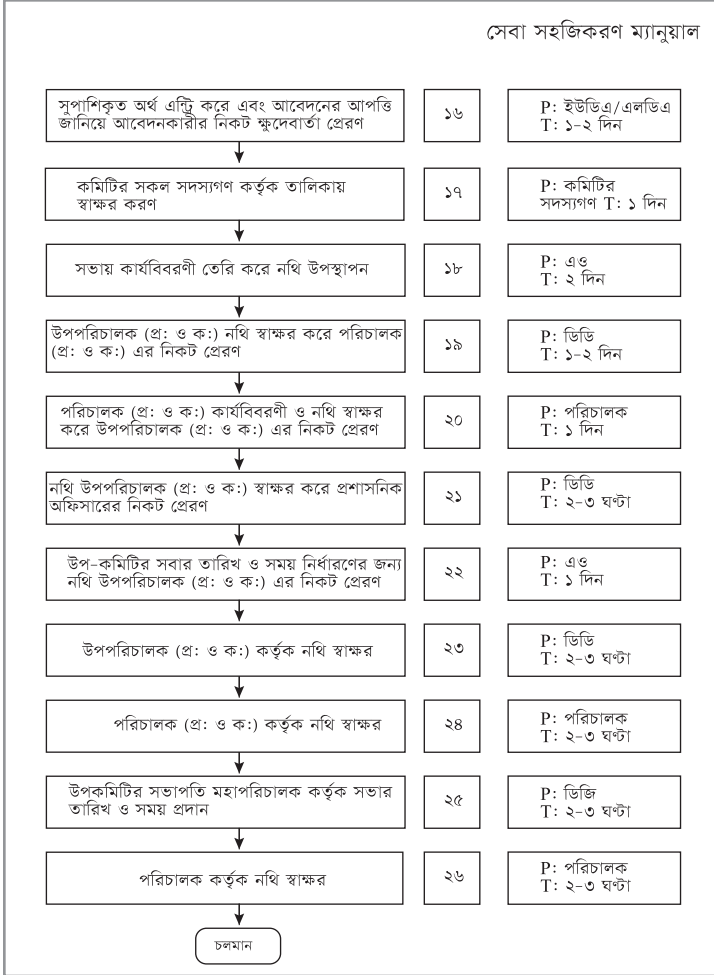 সেবা সহজিকরণ ম্যানুয়াল
সুপাশিকৃত অর্থ এন্ট্রি করে এবং আবেদনের আপত্তি
জানিয়ে আবেদনকারীর নিকট ক্ষুদেবার্তা প্রেরণ
১৬
P: ইউডিএ/এলডিএ
T: ১-২ দিন
কমিটির সকল সদস্যগণ কর্তৃক তালিকায়
স্বাক্ষর করণ
১৭
P: কমিটির
সদস্যগণ T: ১ দিন
সভায় কার্যবিবরণী তেরি করে নথি উপস্থাপন
১৮
P: এও
T: ২ দিন
উপপরিচালক (প্র: ও ক:) নথি স্বাক্ষর করে পরিচালক
(প্র: ও ক:) এর নিকট প্রেরণ
১৯
P: ডিডি
T: ১-২ দিন
পরিচালক (প্র: ও ক:) কার্যবিবরণী ও নথি স্বাক্ষর
করে উপপরিচালক (প্র: ও ক:) এর নিকট প্রেরণ
২০
P: পরিচালক
T: ১ দিন
নথি উপপরিচালক (প্র: ও ক:) স্বাক্ষর করে প্রশাসনিক
অফিসারের নিকট প্রেরণ
২১
P: ডিডি
T: ২-৩ ঘণ্টা
উপ-কমিটির সবার তারিখ ও সময় নির্ধারণের জন্য
নথি উপপরিচালক (প্র: ও ক:) এর নিকট প্রেরণ
২২
P: এও
T: ১ দিন
উপপরিচালক (প্র: ও ক:) কর্তৃক নথি স্বাক্ষর
২৩
P: ডিডি
T: ২-৩ ঘণ্টা
পরিচালক (প্র: ও ক:) কর্তৃক নথি স্বাক্ষর
২৪
P: পরিচালক
T: ২-৩ ঘণ্টা
উপকমিটির সভাপতি মহাপরিচালক কর্তৃক সভার
তারিখ ও সময় প্রদান
২৫
P: ডিজি
T: ২-৩ ঘণ্টা
পরিচালক কর্তৃক নথি স্বাক্ষর
২৬
P: পরিচালক
T: ২-৩ ঘণ্টা
চলমান